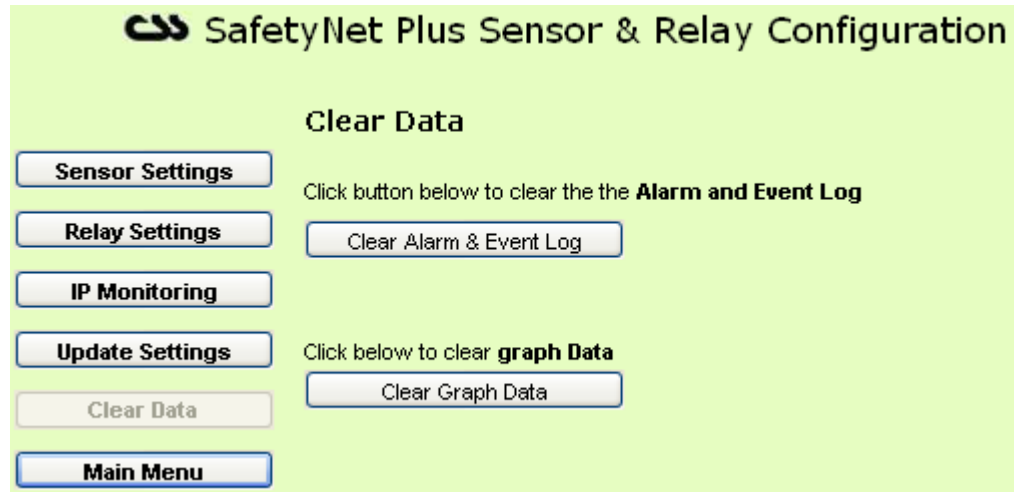 CSS SafetyNet Plus Sensor & Relay Configuration
Clear Data
Sensor Settings
Click button below to clear the the Alarm and Event Log
Relay Settings
Clear Alarm & Event Log
IP Monitoring
Update Settings
Click below to clear graph Data
Clear Data
Clear Graph Data
Main Menu